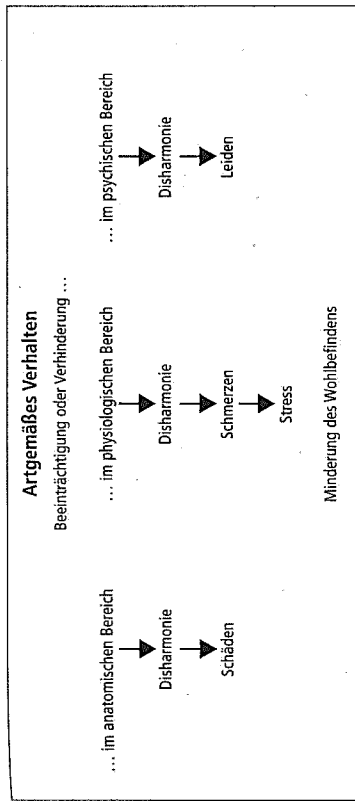 Artgemäßes Verhalten
Beeinträchtigung oder Verhinderung ...
... im anatomischen Bereich
Disharmonie
Schäden
... im physiologischen Bereich
Disharmonie
Schmerzen
Stress
... im psychischen Bereich
Disharmonie
Leiden
Minderung des Wohlbefindens